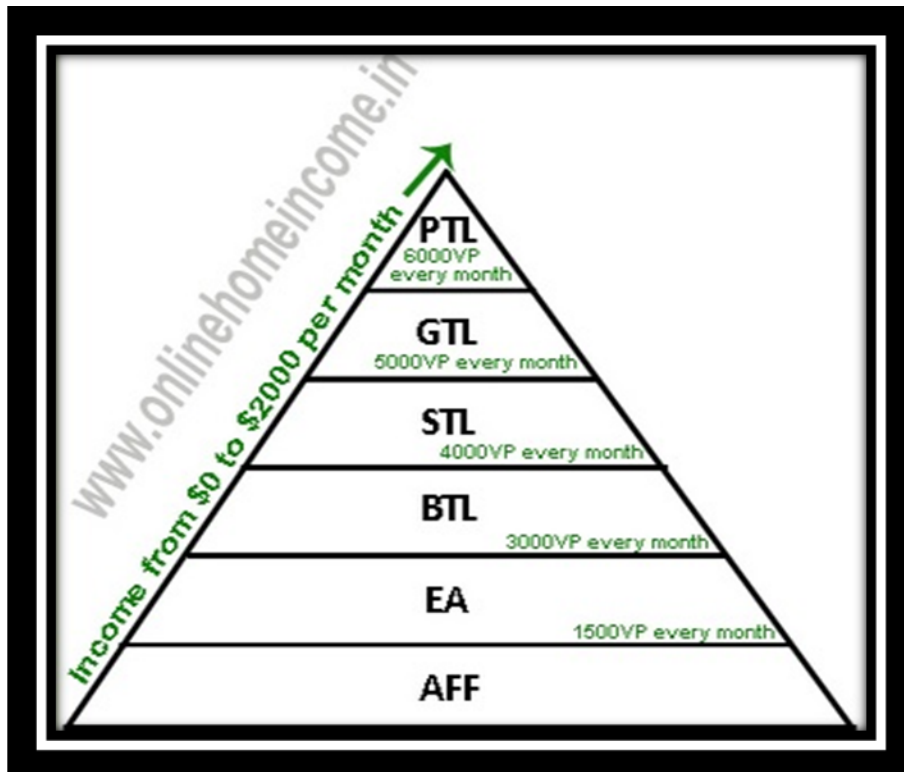 www.onlinehomeincome.in
Income from $0 to $2000 per month
PTL
6000VP
every month
GTL
5000VP every month
STL
4000VP every month
BTL
3000VP every month
EA
1500VP every month
AFF